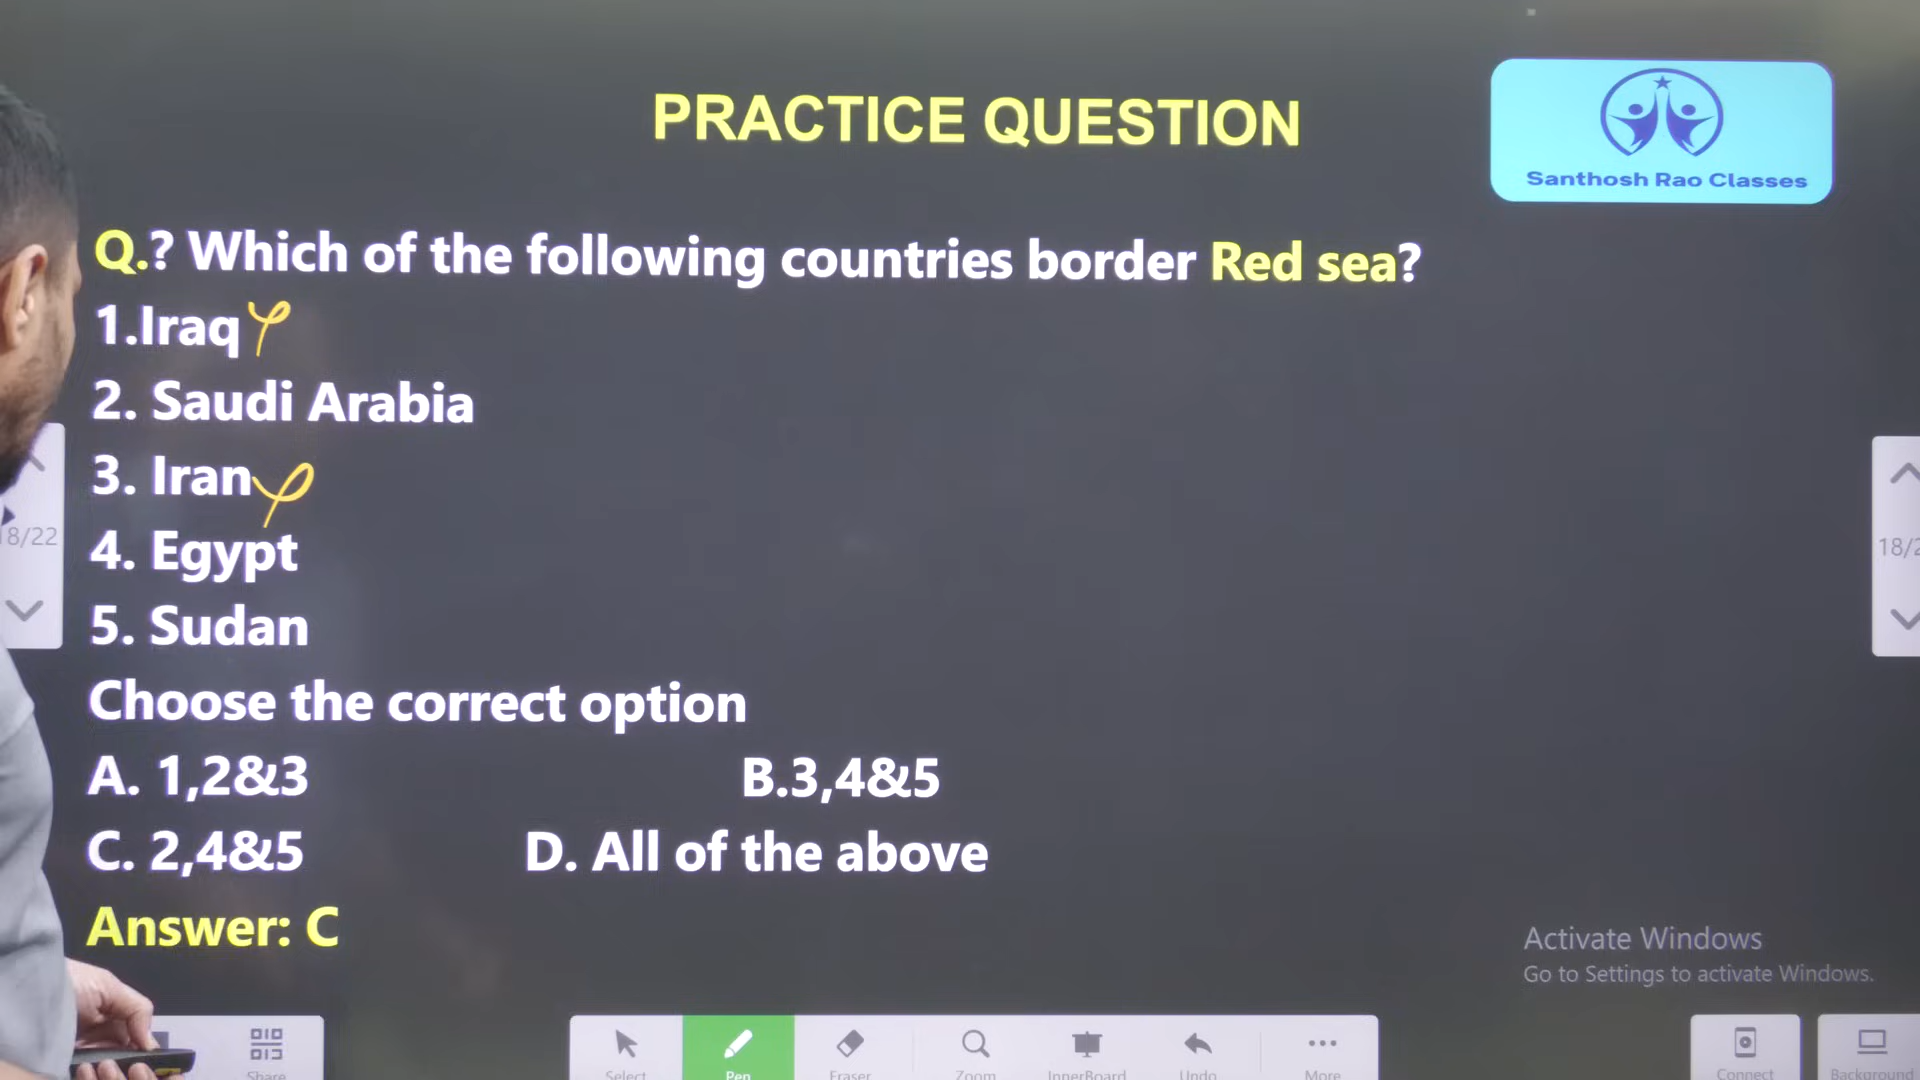 PRACTICE QUESTION
Santhosh Rao Classes
Q.? Which of the following countries border Red sea?
1.Iraq
2. Saudi Arabia
3. Iran
4. Egypt
5. Sudan
Choose the correct option
A. 1,2&3 B.3,4&5
C. 2,4&5 D. All of the above
Answer: C
8/22
18/2
Activate Windows
Go to Settings to activate Windows.
Share
Select Pen Eraser Zoom InnerBoard Undo More
Connect Background